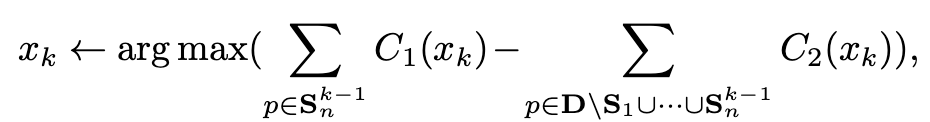 x_k ← arg max( ∑_{p∈𝐒_n^{k−1}} C_1(x_k) − ∑_{p∈𝐃\𝐒_1∪⋯∪𝐒_n^{k−1}} C_2(x_k)),